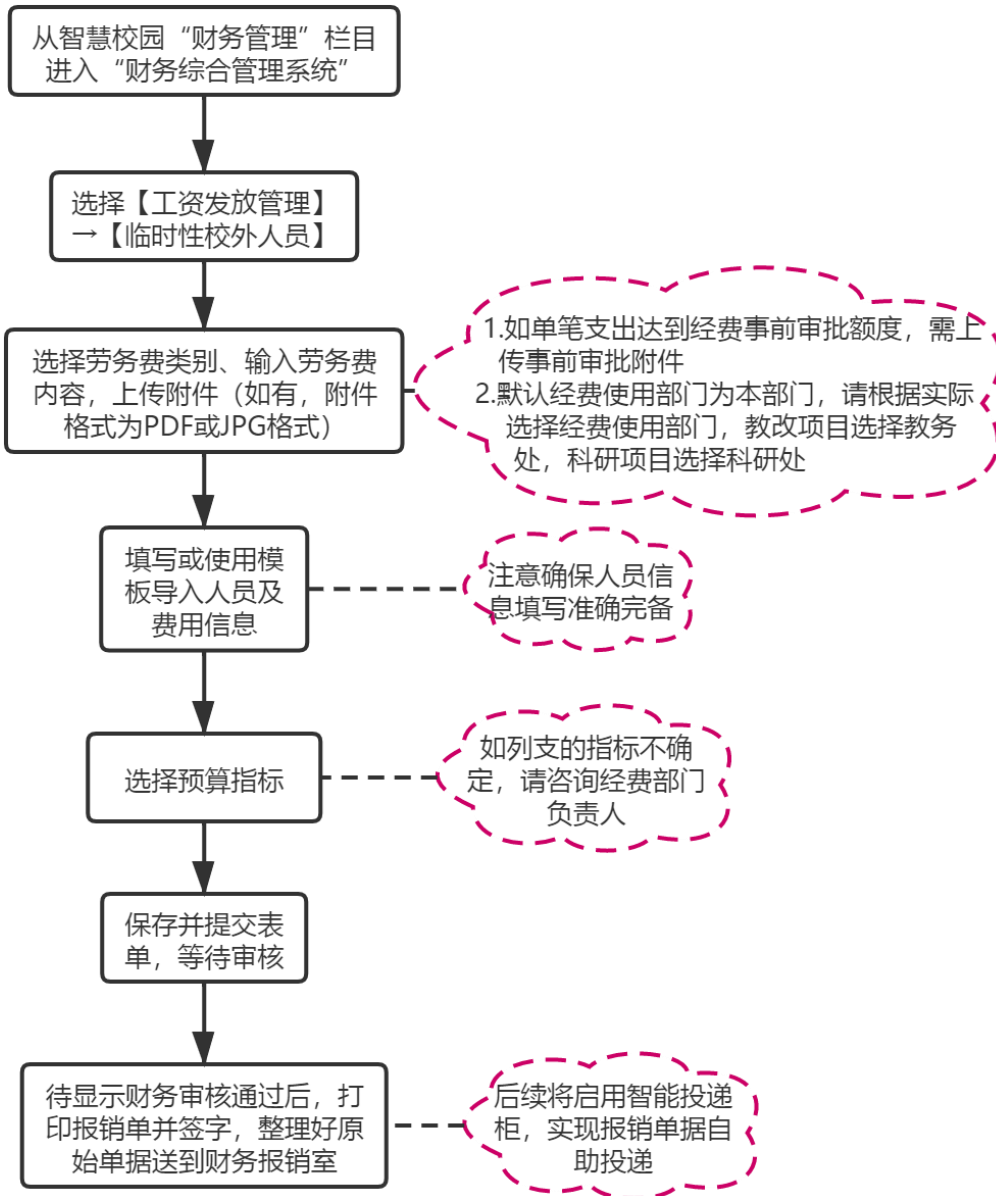 从智慧校园“财务管理”栏目
进入“财务综合管理系统”
选择【工资发放管理】
→【临时性校外人员】
选择劳务费类别、输入劳务费
内容，上传附件（如有，附件
格式为PDF或JPG格式）
1.如单笔支出达到经费事前审批额度，需上
传事前审批附件
2.默认经费使用部门为本部门，请根据实际
选择经费使用部门，教改项目选择教务
处，科研项目选择科研处
填写或使用模
板导入人员及
费用信息
注意确保人员信
息填写准确完备
选择预算指标
如列支的指标不确
定，请咨询经费部门
负责人
保存并提交表
单，等待审核
待显示财务审核通过后，打
印报销单并签字，整理好原
始单据送到财务报销室
后续将启用智能投递
柜，实现报销单据自
助投递